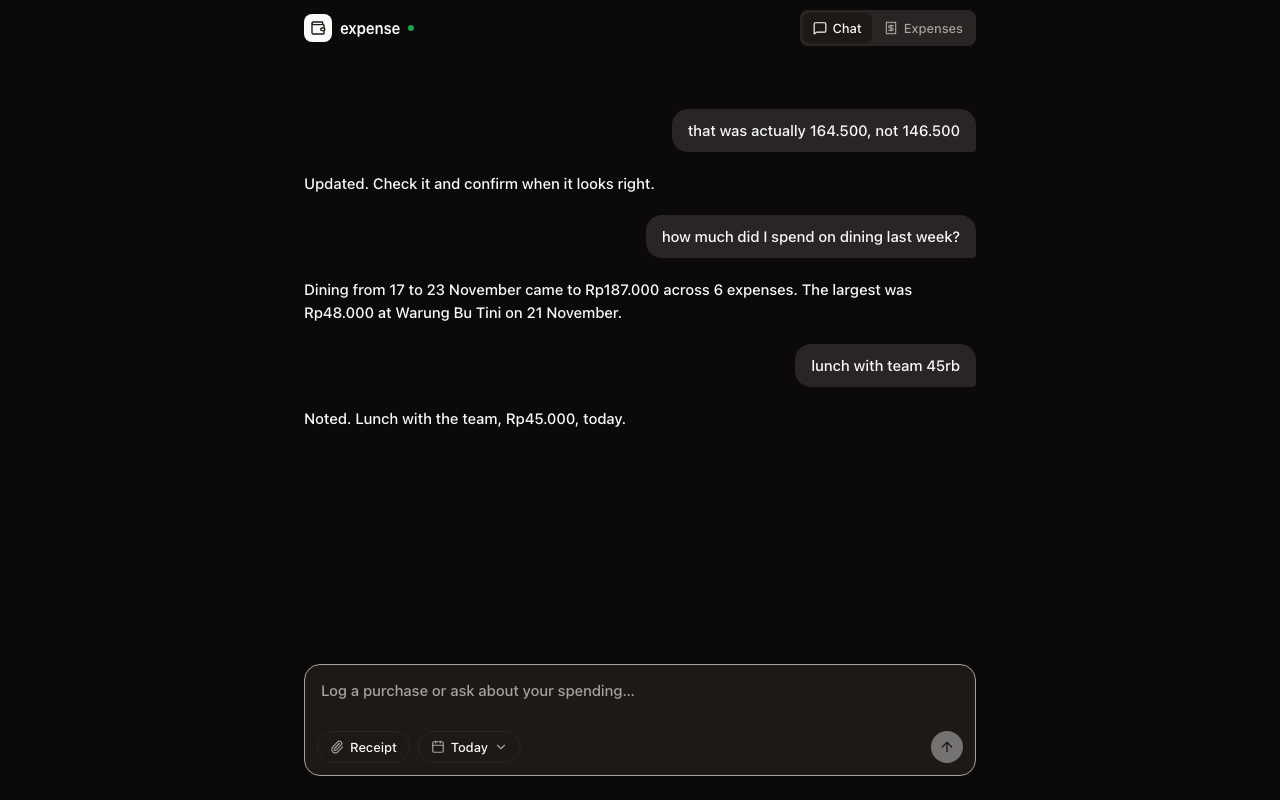 expense
Chat
Expenses
that was actually 164.500, not 146.500
Updated. Check it and confirm when it looks right.
how much did I spend on dining last week?
Dining from 17 to 23 November came to Rp187.000 across 6 expenses. The largest was
Rp48.000 at Warung Bu Tini on 21 November.
lunch with team 45rb
Noted. Lunch with the team, Rp45.000, today.
Log a purchase or ask about your spending...
Receipt
Today